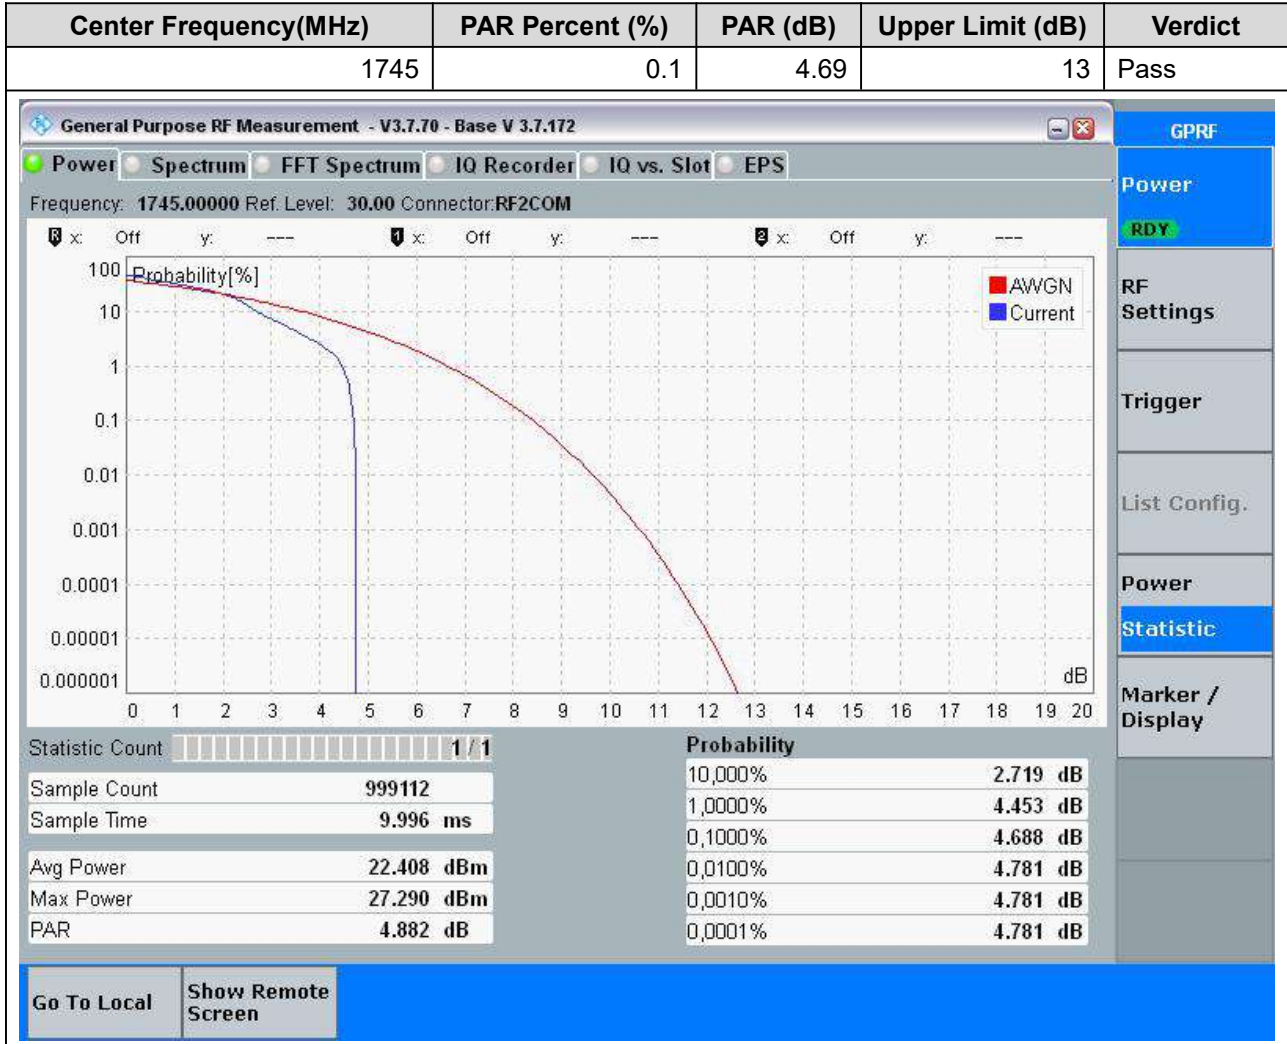 Center Frequency(MHz) PAR Percent (%) PAR (dB) Upper Limit (dB) Verdict
1745 0.1 4.69 13 Pass
General Purpose RF Measurement - V3.7.70 - Base V 3.7.172
GPRF
Power Spectrum FFT Spectrum IQ Recorder IQ vs. Slot EPS
Frequency: 1745.00000 Ref. Level: 30.00 Connector:RF2COM
R x: Off y: --- 1 x: Off y: --- 2 x: Off y: ---
Probability[%]
100
10
1
0.1
0.01
0.001
0.0001
0.00001
0.000001
AWGN
Current
dB
0 1 2 3 4 5 6 7 8 9 10 11 12 13 14 15 16 17 18 19 20
Statistic Count 1 / 1
Sample Count 999112
Sample Time 9.996 ms
Avg Power 22.408 dBm
Max Power 27.290 dBm
PAR 4.882 dB
Probability
10,000% 2.719 dB
1,0000% 4.453 dB
0,1000% 4.688 dB
0,0100% 4.781 dB
0,0010% 4.781 dB
0,0001% 4.781 dB
Power
RDY
RF
Settings
Trigger
List Config.
Power
Statistic
Marker /
Display
Go To Local
Show Remote
Screen